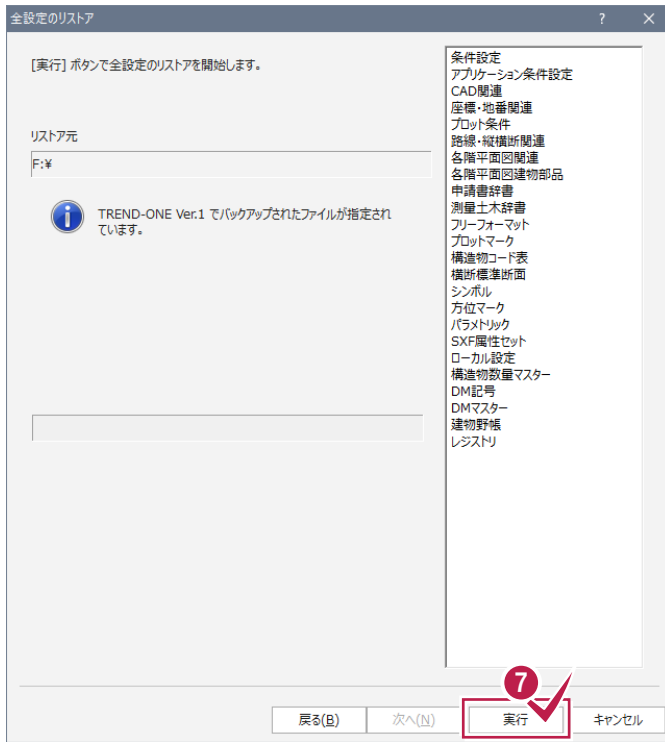 全設定のリストア
?
×
[実行] ボタンで全設定のリストアを開始します。
リストア元
F:¥
TREND-ONE Ver.1 でバックアップされたファイルが指定され
ています。
条件設定
アプリケーション条件設定
CAD関連
座標・地番関連
プロット条件
路線・縦横断関連
各階平面図関連
各階平面図建物部品
申請書辞書
測量土木辞書
フリーフォーマット
プロットマーク
構造物コード表
横断標準断面
シンボル
方位マーク
パラメトリック
SXF属性セット
ローカル設定
構造物数量マスター
DM記号
DMマスター
建物野帳
レジストリ
7
戻る(B)
次へ(N)
実行
キャンセル